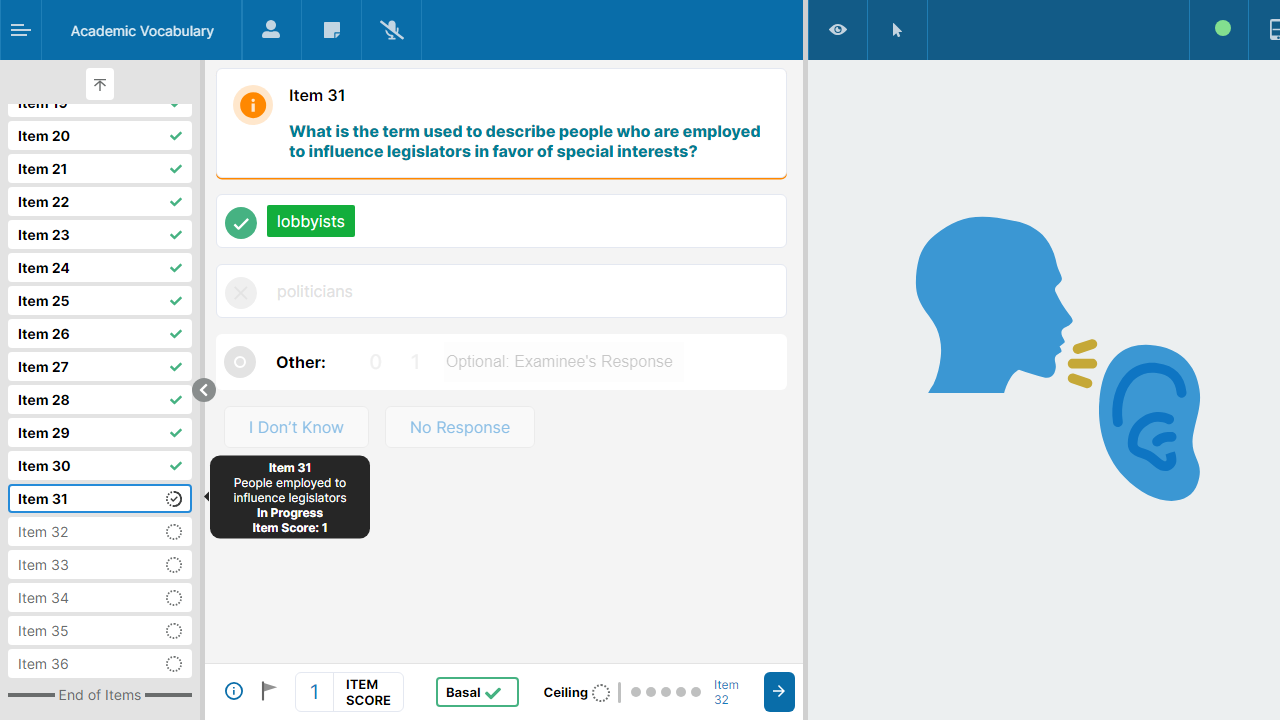 Academic Vocabulary
Item 19
Item 20
Item 21
Item 22
Item 23
Item 24
Item 25
Item 26
Item 27
Item 28
Item 29
Item 30
Item 31
Item 32
Item 33
Item 34
Item 35
Item 36
End of Items
Item 31
What is the term used to describe people who are employed
to influence legislators in favor of special interests?
lobbyists
politicians
Other: 0 1 Optional: Examinee's Response
I Don’t Know No Response
Item 31
People employed to
influence legislators
In Progress
Item Score: 1
1 ITEM
SCORE
Basal
Ceiling
Item
32